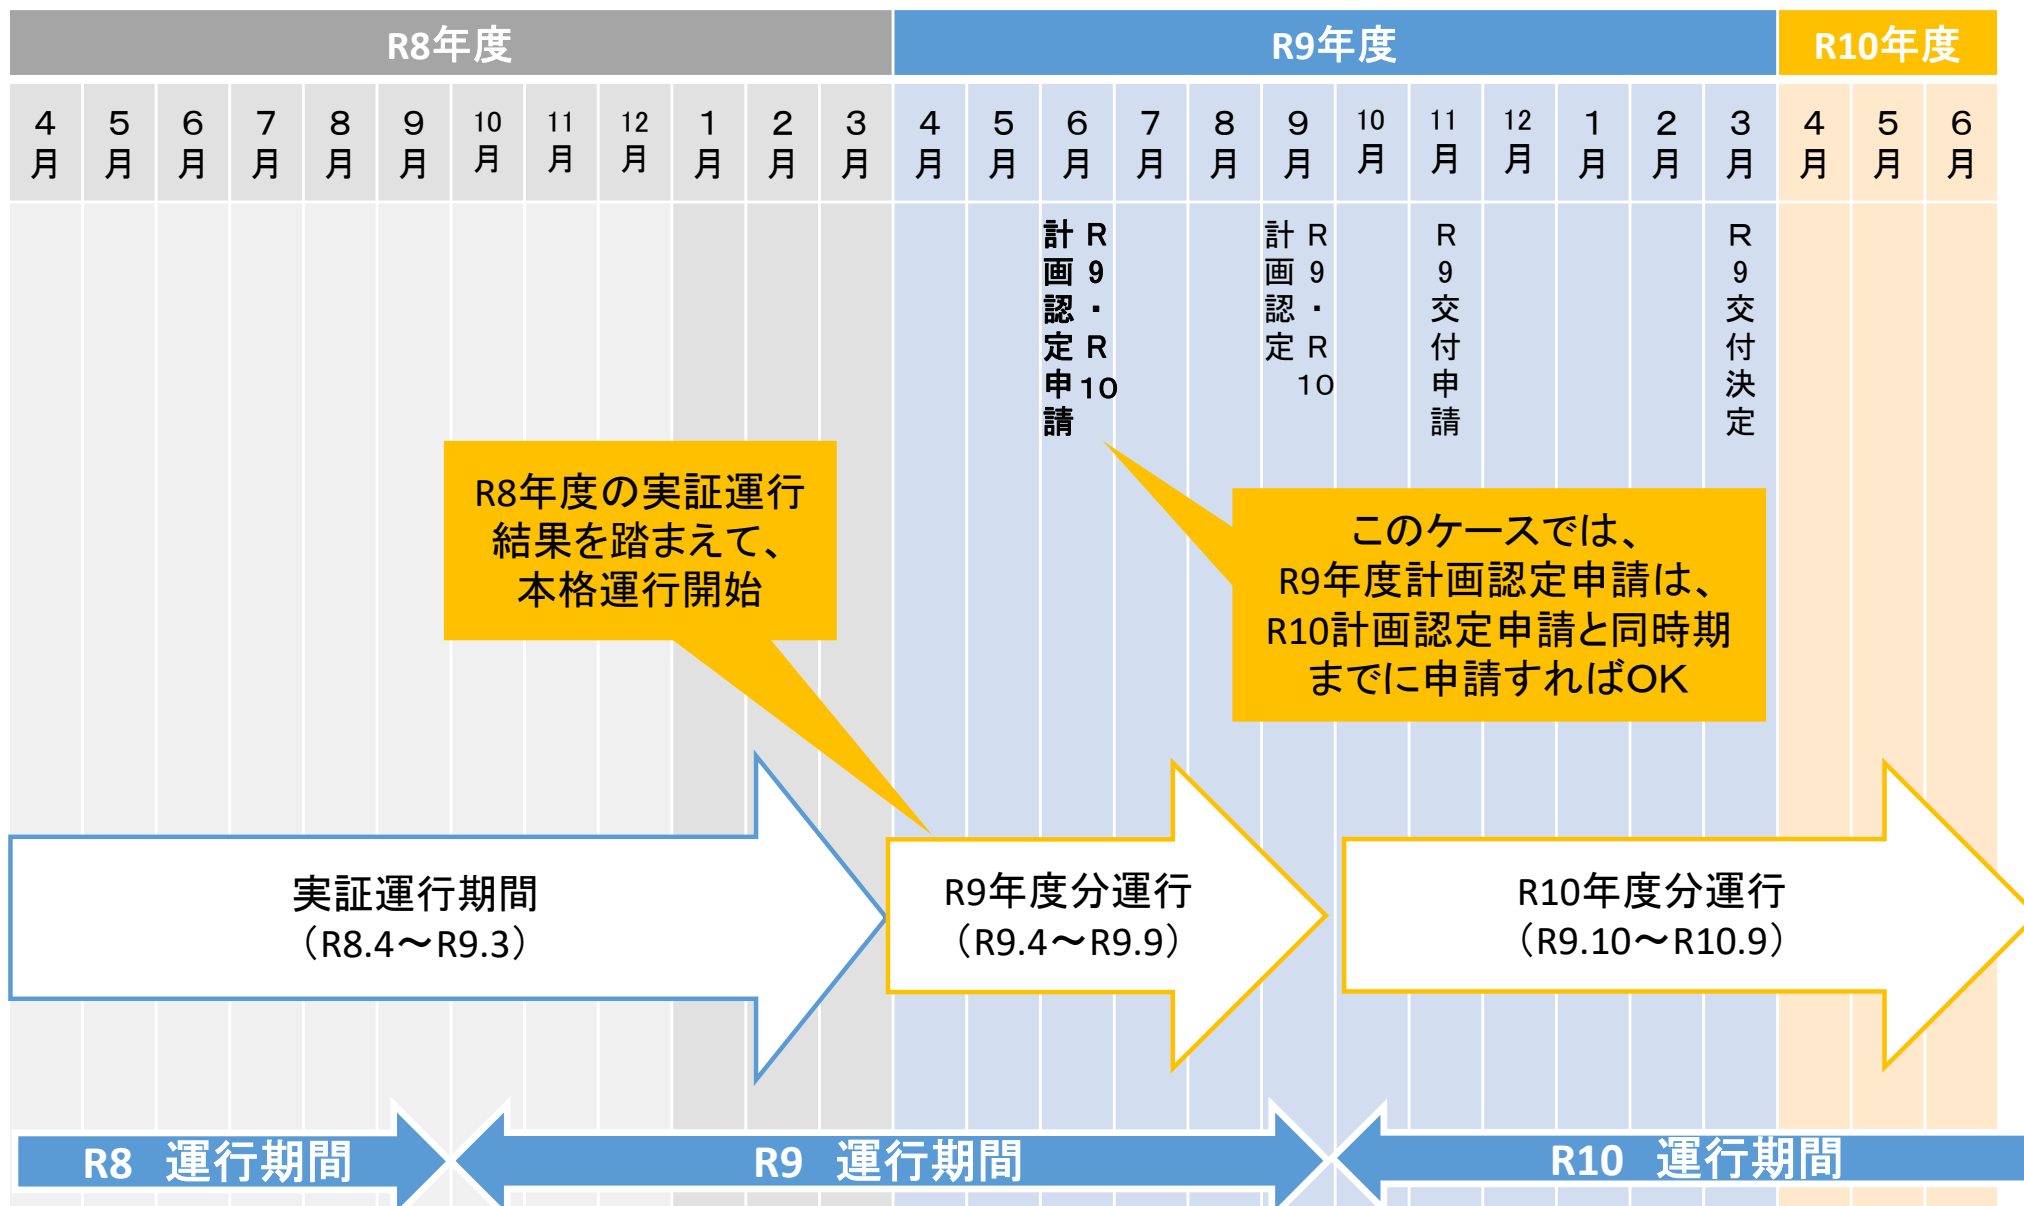 R8年度
R9年度
R10年度
4月
5月
6月
7月
8月
9月
10月
11月
12月
1月
2月
3月
4月
5月
6月
7月
8月
9月
10月
11月
12月
1月
2月
3月
4月
5月
6月
R9・R10
計画認定申請
R9・R10
計画認定
R9交付申請
R9交付決定
R8年度の実証運行
結果を踏まえて、
本格運行開始
このケースでは、
R9年度計画認定申請は、
R10計画認定申請と同時期
までに申請すればOK
実証運行期間
（R8.4～R9.3）
R9年度分運行
（R9.4～R9.9）
R10年度分運行
（R9.10～R10.9）
R8　運行期間
R9　運行期間
R10　運行期間